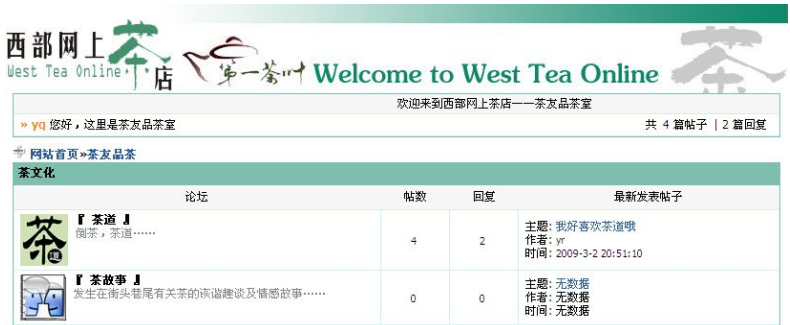 西部网上茶店
West Tea Online
第一茶叶
Welcome to West Tea Online
茶
欢迎来到西部网上茶店——茶友品茶室
» yq 您好，这里是茶友品茶室 共 4 篇帖子 | 2 篇回复
网站首页»茶友品茶
茶文化
论坛 帖数 回复 最新发表帖子
茶 道
『 茶道 』
倒茶，茶道……
4 2
主题: 我好喜欢茶道哦
作者: yr
时间: 2009-3-2 20:51:10
『 茶故事 』
发生在街头巷尾有关茶的诙谐趣谈及情感故事……
0 0
主题: 无数据
作者: 无数据
时间: 无数据